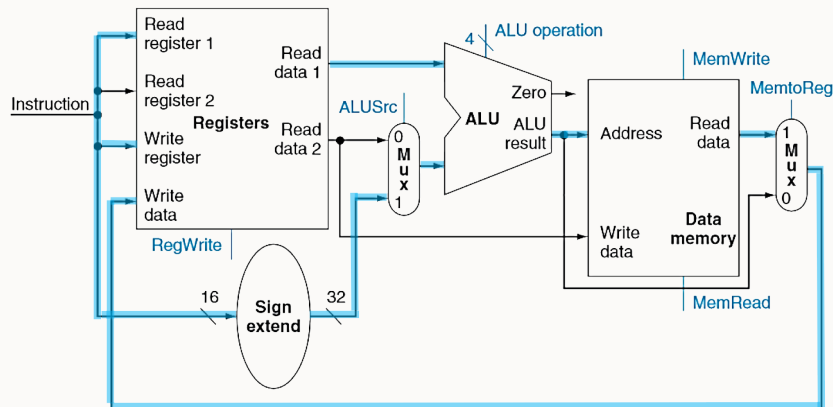 Instruction
Read
register 1
Read
register 2
Write
register
Write
data
Registers
Read
data 1
Read
data 2
RegWrite
16
Sign
extend
32
ALUSrc
0
M
u
x
1
4
ALU operation
Zero
ALU
ALU
result
MemWrite
Address
Read
data
Write
data
Data
memory
MemRead
MemtoReg
1
M
u
x
0